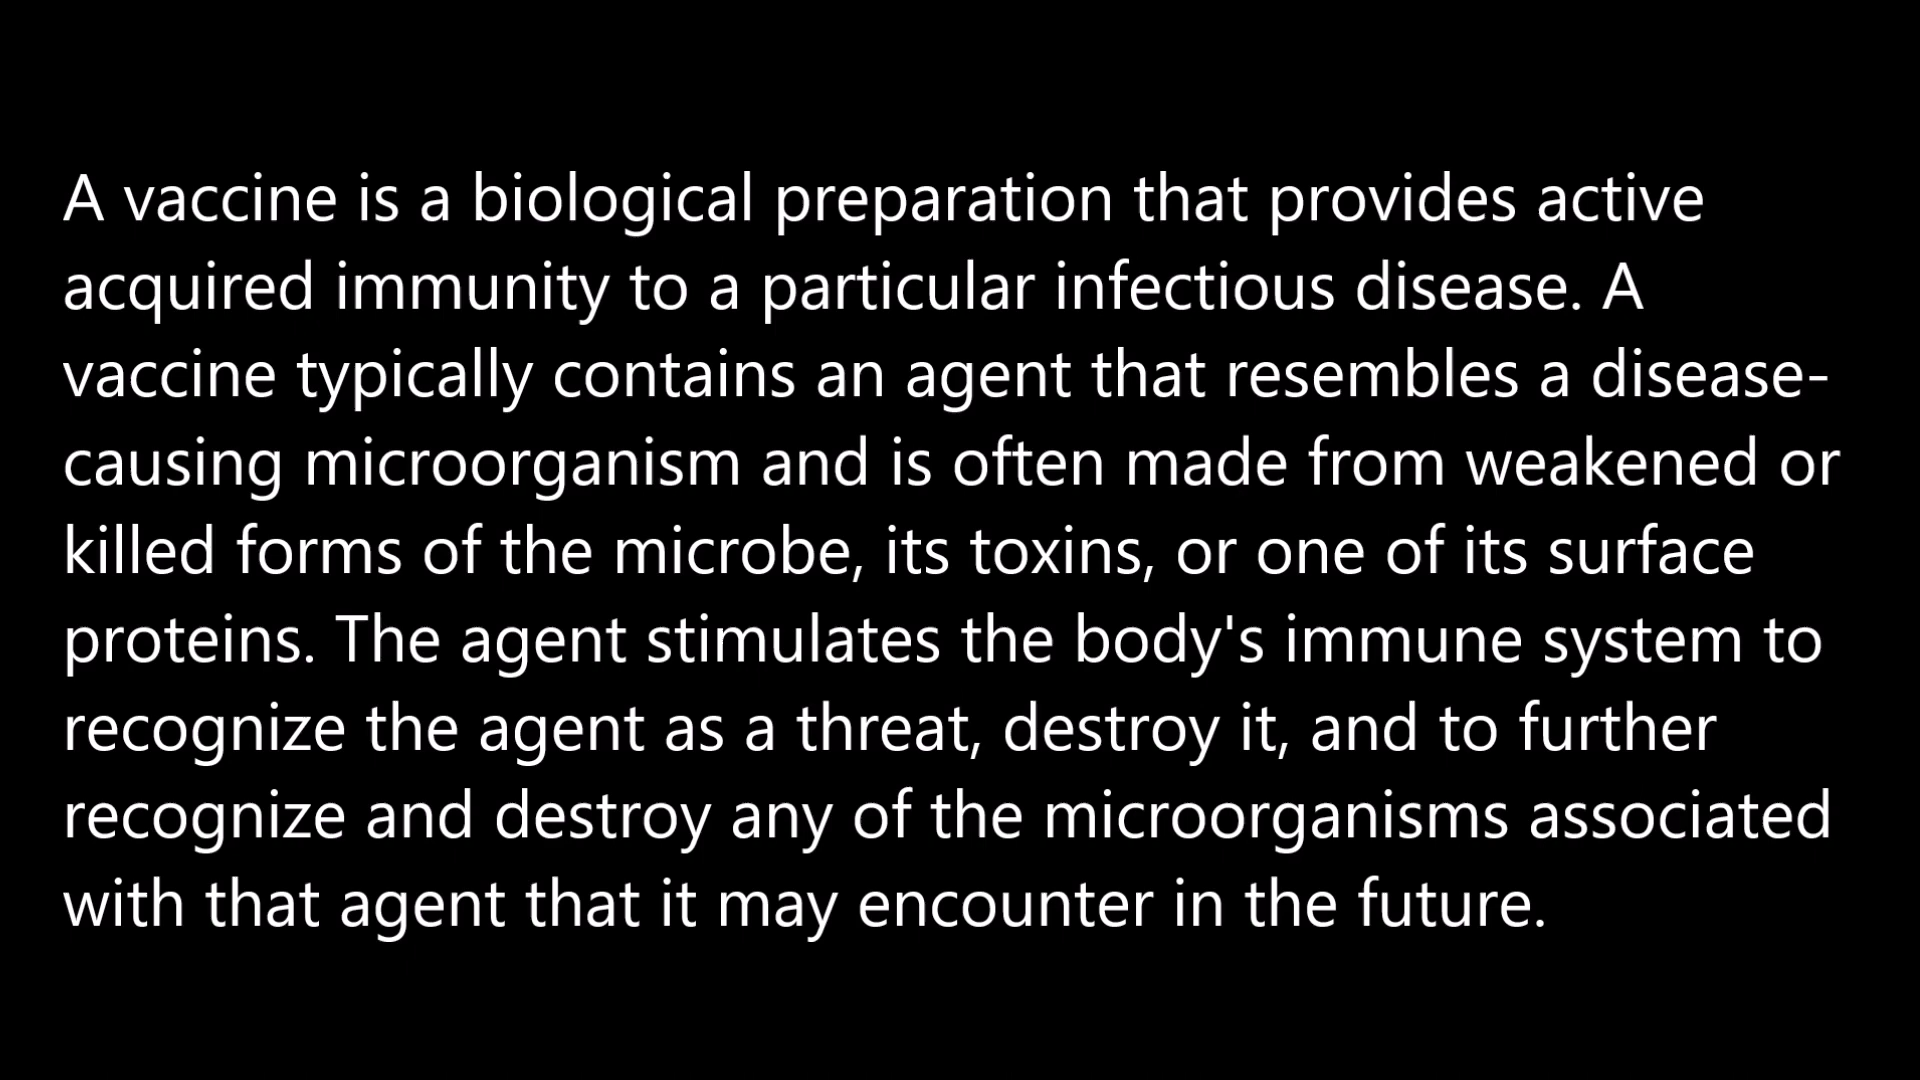 A vaccine is a biological preparation that provides active
acquired immunity to a particular infectious disease. A
vaccine typically contains an agent that resembles a disease-
causing microorganism and is often made from weakened or
killed forms of the microbe, its toxins, or one of its surface
proteins. The agent stimulates the body's immune system to
recognize the agent as a threat, destroy it, and to further
recognize and destroy any of the microorganisms associated
with that agent that it may encounter in the future.